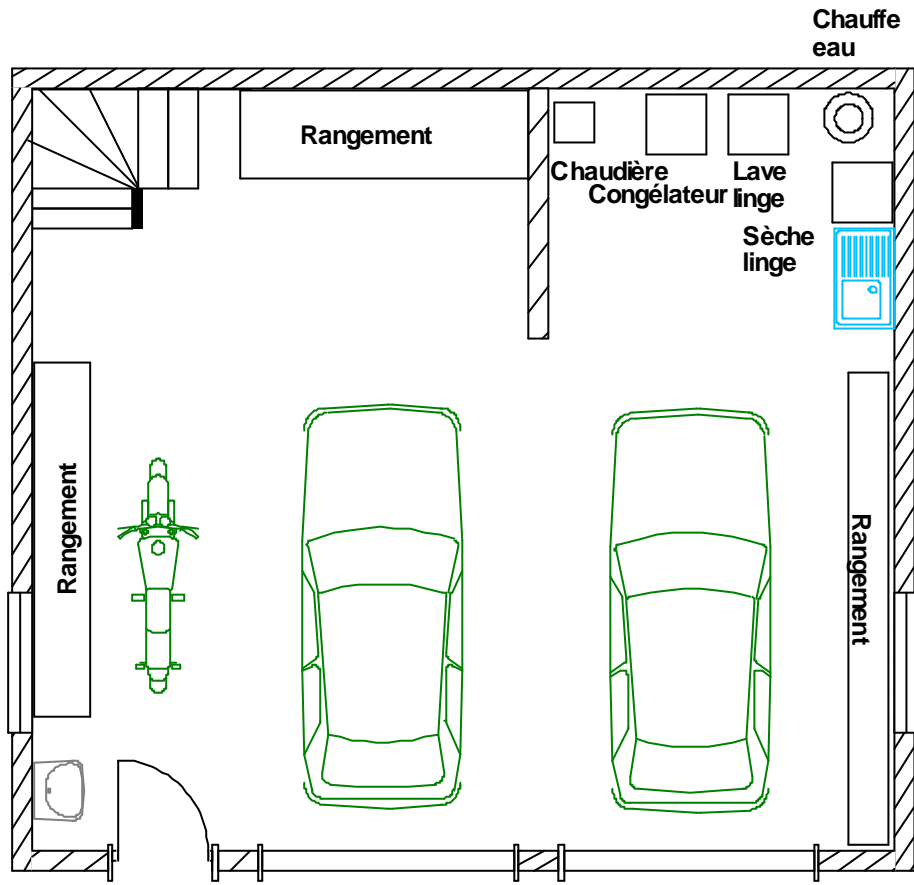 Chauffe
eau
Rangement
Chaudière
Congélateur
Lave
linge
Sèche
linge
Rangement
Rangement